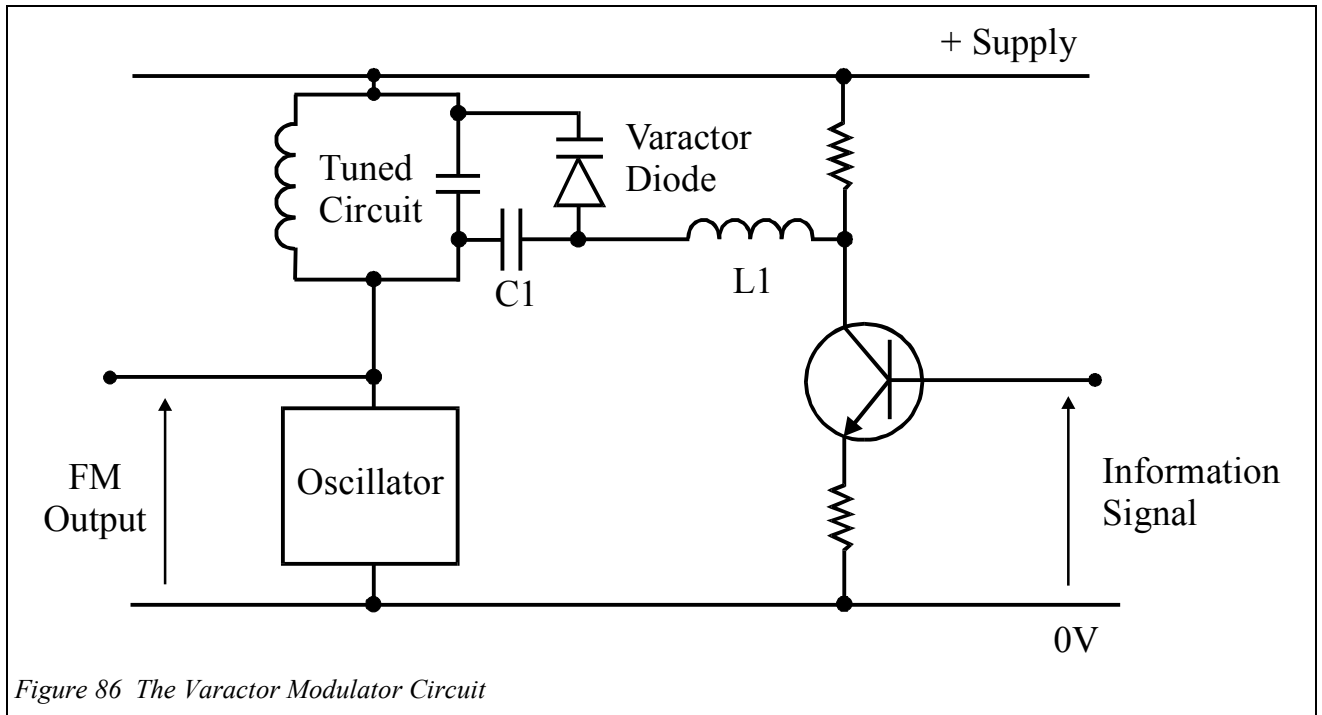 + Supply
Varactor
Diode
Tuned
Circuit
C1
L1
FM
Output
Oscillator
Information
Signal
0V
Figure 86 The Varactor Modulator Circuit